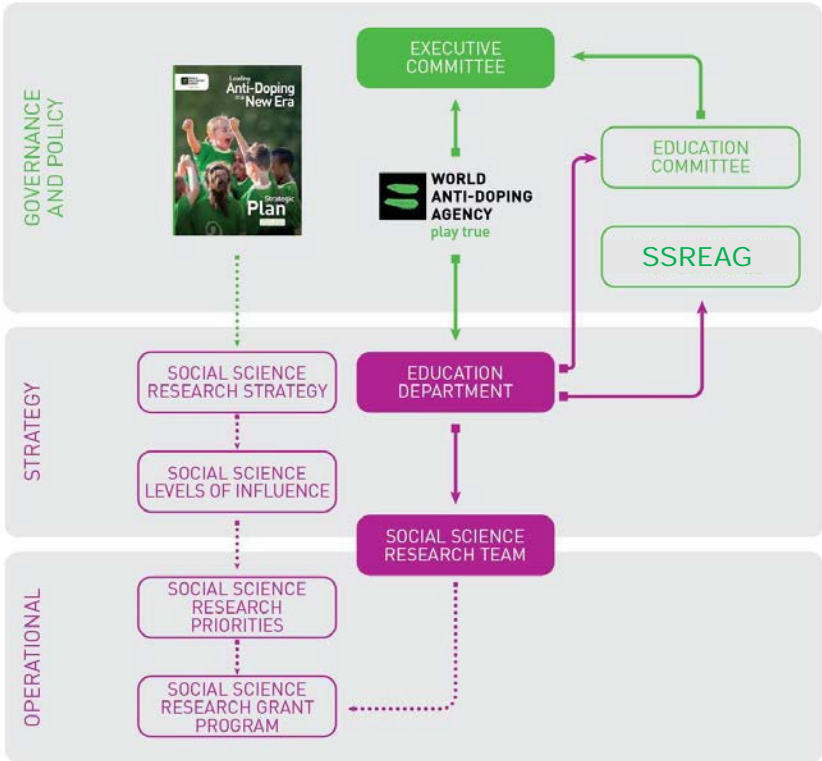 GOVERNANCE
AND POLICY
Leading
Anti-Doping
New Era
Strategic
Plan
EXECUTIVE
COMMITTEE
WORLD
ANTI-DOPING
AGENCY
play true
EDUCATION
COMMITTEE
SSREAG
STRATEGY
SOCIAL SCIENCE
RESEARCH STRATEGY
EDUCATION
DEPARTMENT
SOCIAL SCIENCE
LEVELS OF INFLUENCE
SOCIAL SCIENCE
RESEARCH TEAM
OPERATIONAL
SOCIAL SCIENCE
RESEARCH
PRIORITIES
SOCIAL SCIENCE
RESEARCH GRANT
PROGRAM